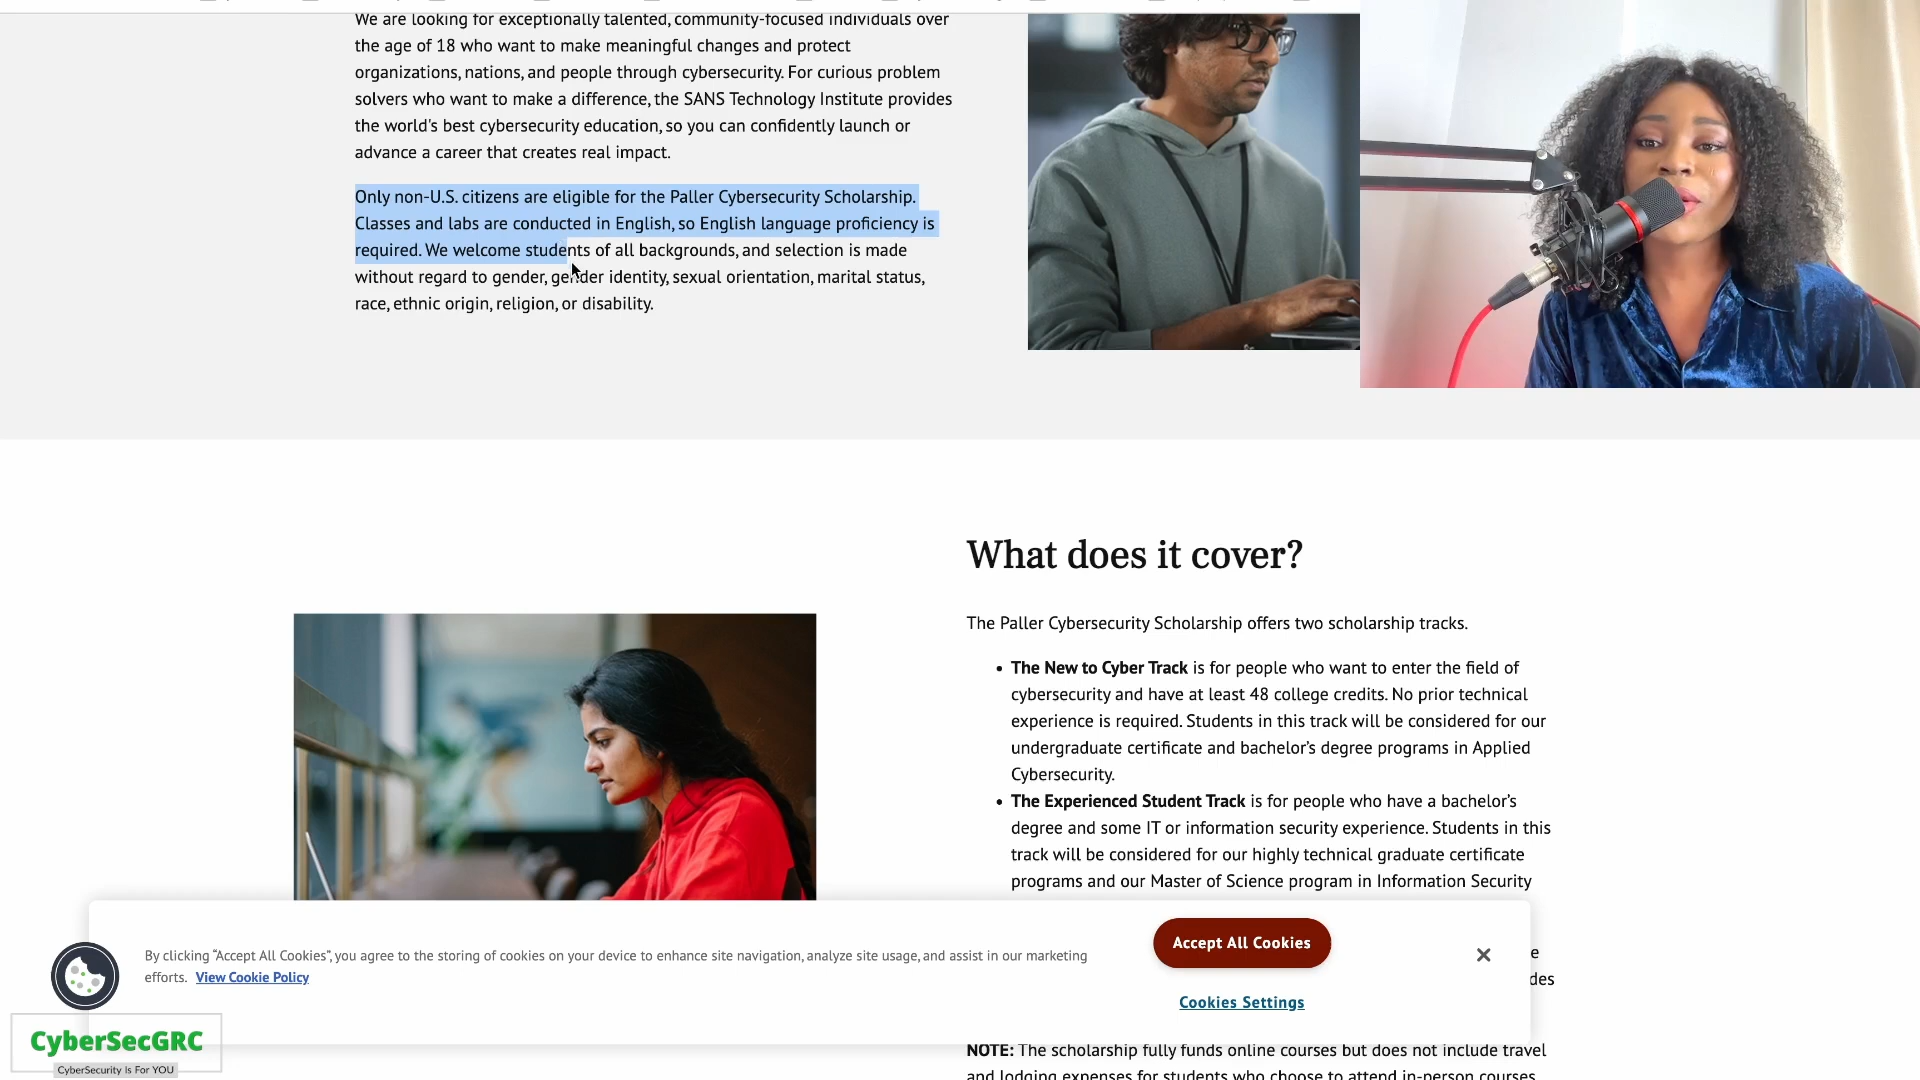 We are looking for exceptionally talented, community-focused individuals over
the age of 18 who want to make meaningful changes and protect
organizations, nations, and people through cybersecurity. For curious problem
solvers who want to make a difference, the SANS Technology Institute provides
the world's best cybersecurity education, so you can confidently launch or
advance a career that creates real impact.
Only non-U.S. citizens are eligible for the Paller Cybersecurity Scholarship.
Classes and labs are conducted in English, so English language proficiency is
required. We welcome students of all backgrounds, and selection is made
without regard to gender, gender identity, sexual orientation, marital status,
race, ethnic origin, religion, or disability.
What does it cover?
The Paller Cybersecurity Scholarship offers two scholarship tracks.
• The New to Cyber Track is for people who want to enter the field of
cybersecurity and have at least 48 college credits. No prior technical
experience is required. Students in this track will be considered for our
undergraduate certificate and bachelor’s degree programs in Applied
Cybersecurity.
• The Experienced Student Track is for people who have a bachelor’s
degree and some IT or information security experience. Students in this
track will be considered for our highly technical graduate certificate
programs and our Master of Science program in Information Security
By clicking “Accept All Cookies”, you agree to the storing of cookies on your device to enhance site navigation, analyze site usage, and assist in our marketing
efforts. View Cookie Policy
Accept All Cookies
Cookies Settings
NOTE: The scholarship fully funds online courses but does not include travel
and lodging expenses for students who choose to attend in-person courses
CyberSecGRC
CyberSecurity Is For YOU